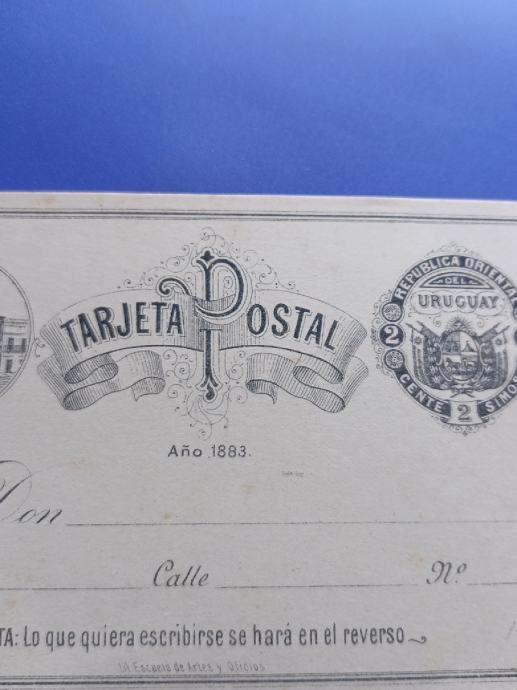 TARJETA POSTAL
REPUBLICA ORIENTAL
DEL
URUGUAY
2
CENTE 2 SIMOS
Año 1883.
Don
Calle Nº
TA: Lo que quiera escribirse se hará en el reverso
Lit. Escuela de Artes y Oficios